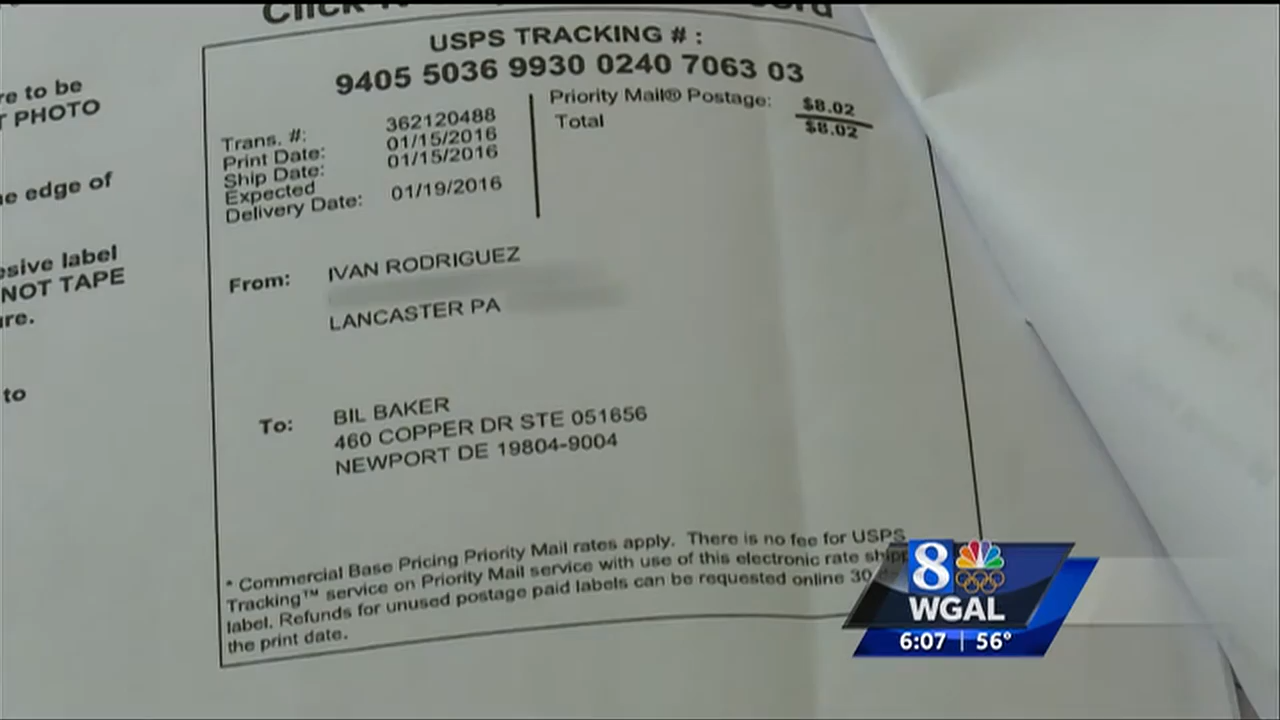 USPS TRACKING # :
9405 5036 9930 0240 7063 03
Trans. #: 362120488
Print Date: 01/15/2016
Ship Date: 01/15/2016
Expected
Delivery Date: 01/19/2016
Priority Mail® Postage: $8.02
Total $8.02
From: IVAN RODRIGUEZ
LANCASTER PA
To: BIL BAKER
460 COPPER DR STE 051656
NEWPORT DE 19804-9004
* Commercial Base Pricing Priority Mail rates apply. There is no fee for USPS
Tracking™ service on Priority Mail service with use of this electronic rate
label. Refunds for unused postage paid labels can be requested online 30
the print date.
to be
PHOTO
edge of
label
NOT TAPE
to
8
WGAL
6:07 | 56°